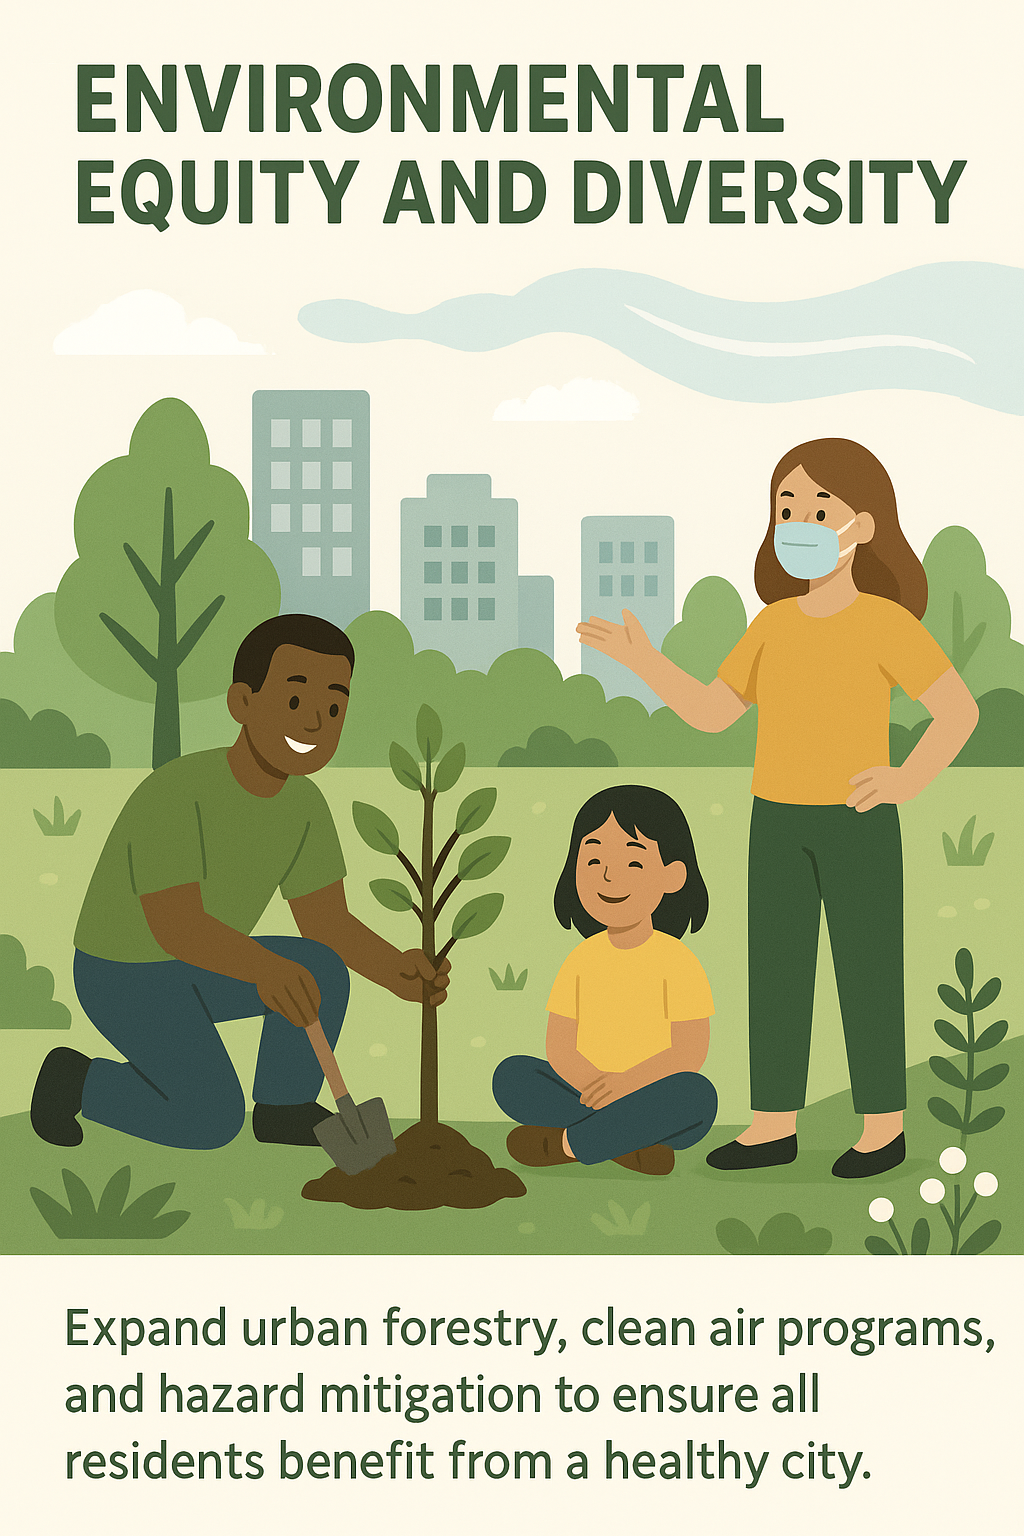 ENVIRONMENTAL
EQUITY AND DIVERSITY
Expand urban forestry, clean air programs,
and hazard mitigation to ensure all
residents benefit from a healthy city.